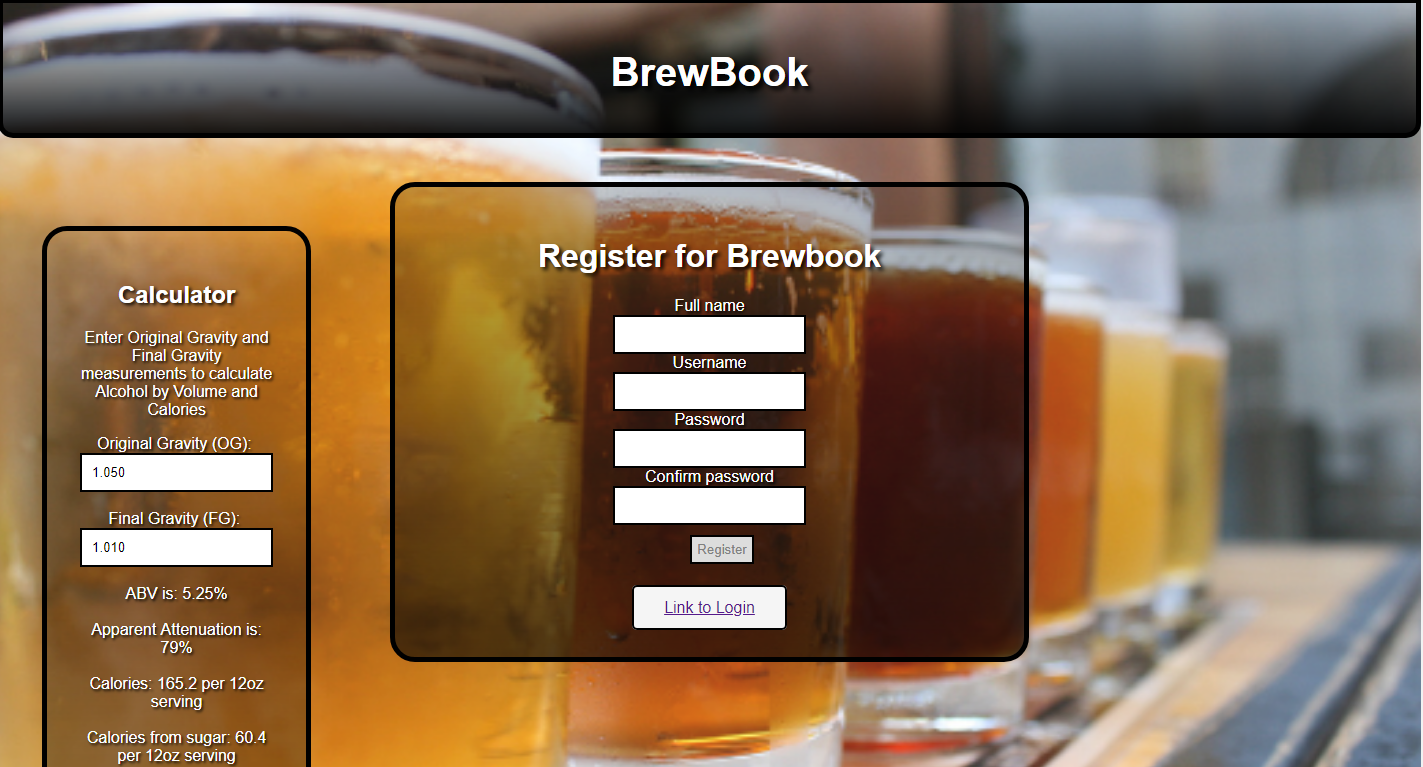 BrewBook
Calculator
Enter Original Gravity and
Final Gravity
measurements to calculate
Alcohol by Volume and
Calories
Original Gravity (OG):
1.050
Final Gravity (FG):
1.010
ABV is: 5.25%
Apparent Attenuation is:
79%
Calories: 165.2 per 12oz
serving
Calories from sugar: 60.4
per 12oz serving
Register for Brewbook
Full name
Username
Password
Confirm password
Register
Link to Login